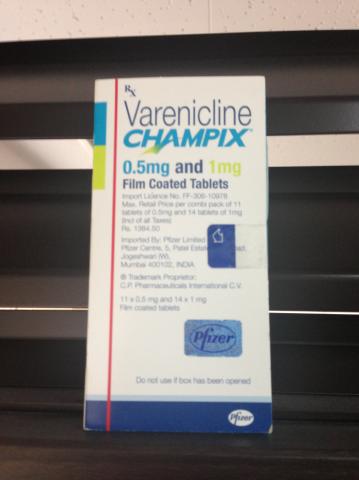 Rx
Varenicline
CHAMPIX™
0.5mg and 1mg
Film Coated Tablets
Import Licence No. FF-306-10978
Max. Retail Price per combi pack of 11
tablets of 0.5mg and 14 tablets of 1mg
(incl of all Taxes)
Rs. 1384.50
Imported By: Pfizer Limited
Pfizer Centre, 5, Patel Estate Road,
Jogeshwari (W),
Mumbai 400102, INDIA
® Trademark Proprietor:
C.P. Pharmaceuticals International C.V.
11 x 0.5 mg and 14 x 1 mg
Film coated tablets
Pfizer
Do not use if box has been opened
Pfizer